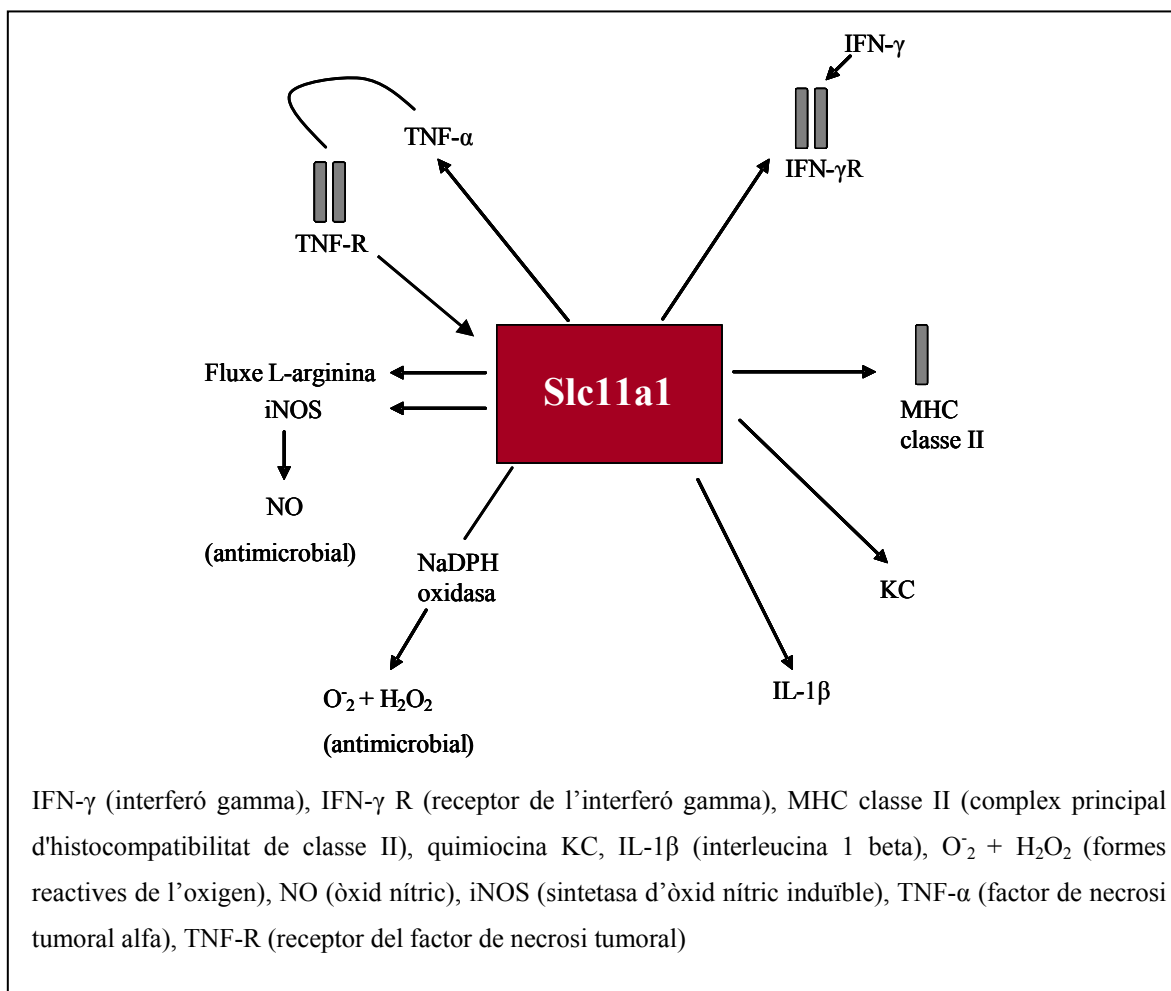 IFN-γ
TNF-α
IFN-γR
TNF-R
Fluxe L-arginina
iNOS
Slc11a1
MHC
classe II
NO
(antimicrobial)
NaDPH
oxidasa
KC
IL-1β
O⁻₂ + H₂O₂
(antimicrobial)
IFN-γ (interferó gamma), IFN-γ R (receptor de l’interferó gamma), MHC classe II (complex principal
d'histocompatibilitat de classe II), quimiocina KC, IL-1β (interleucina 1 beta), O⁻₂ + H₂O₂ (formes
reactives de l’oxigen), NO (òxid nítric), iNOS (sintetasa d’òxid nítric induïble), TNF-α (factor de necrosi
tumoral alfa), TNF-R (receptor del factor de necrosi tumoral)